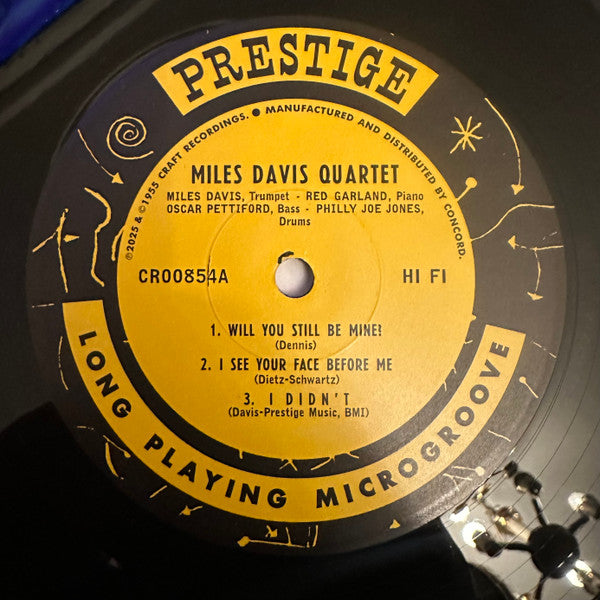 PRESTIGE
℗2025 & ©1955 CRAFT RECORDINGS. ● MANUFACTURED AND DISTRIBUTED BY CONCORD.
MILES DAVIS QUARTET
MILES DAVIS, Trumpet - RED GARLAND, Piano
OSCAR PETTIFORD, Bass - PHILLY JOE JONES,
Drums
CR00854A
HI FI
1. WILL YOU STILL BE MINE?
(Dennis)
2. I SEE YOUR FACE BEFORE ME
(Dietz-Schwartz)
3. I DIDN'T
(Davis-Prestige Music, BMI)
LONG PLAYING MICROGROOVE